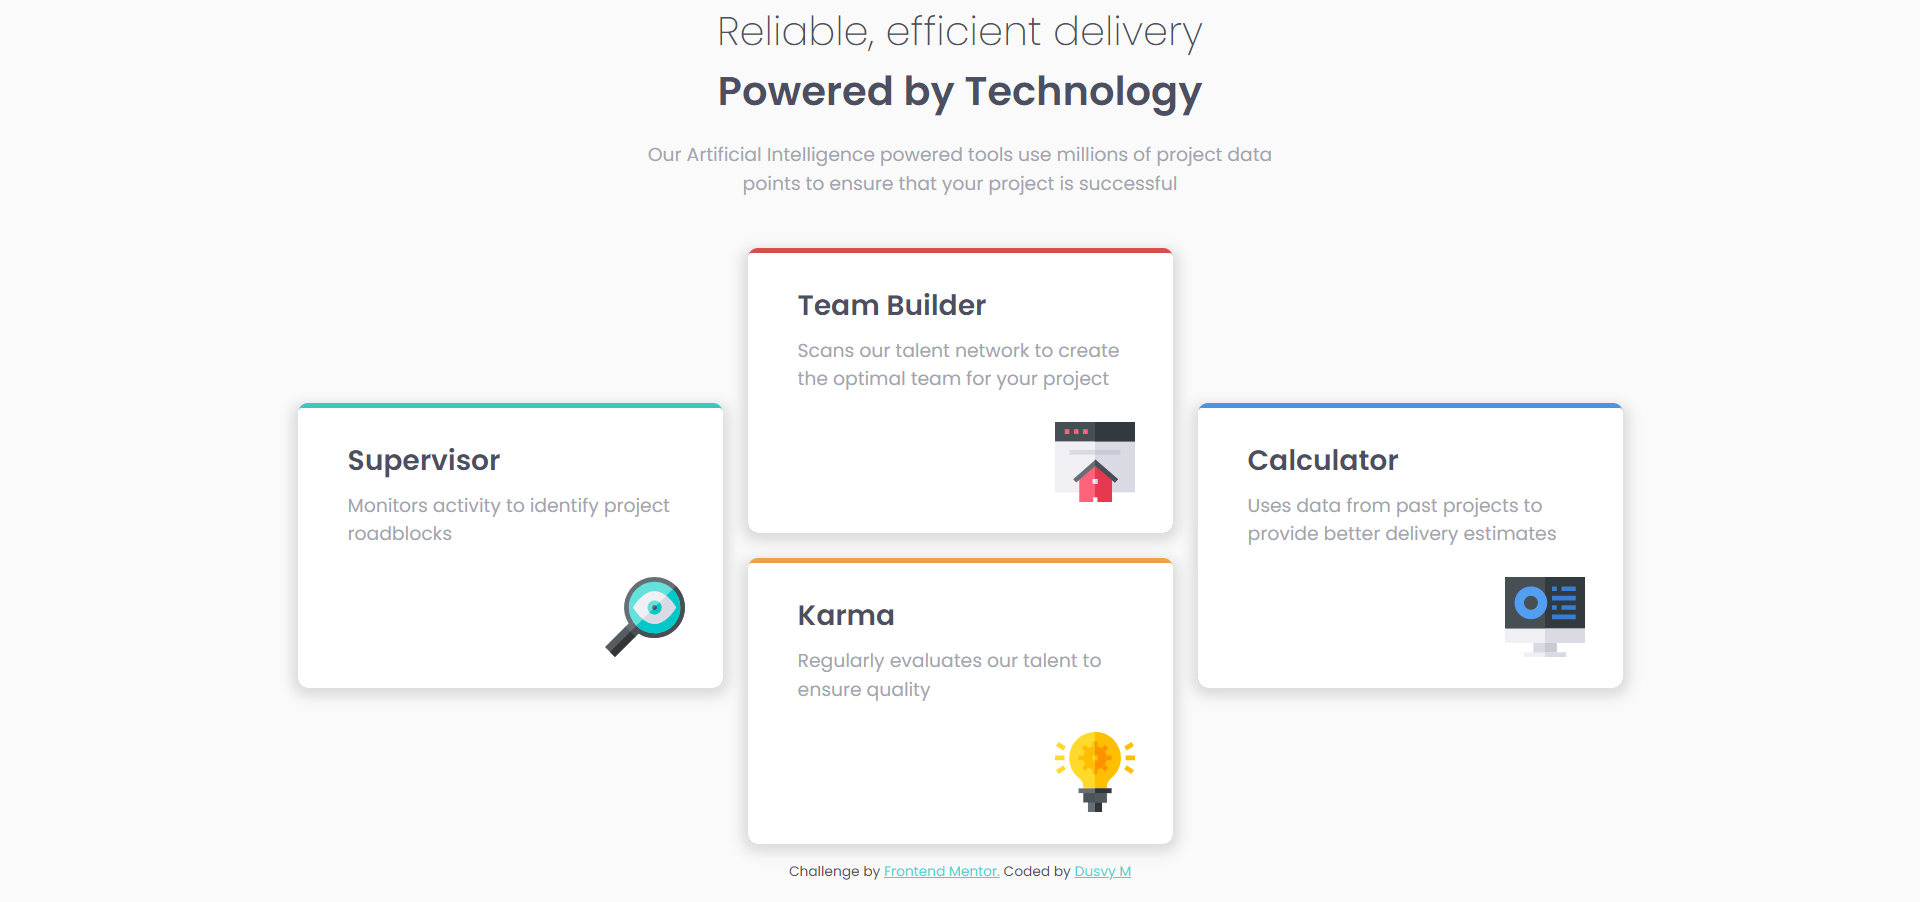 Reliable, efficient delivery
Powered by Technology
Our Artificial Intelligence powered tools use millions of project data
points to ensure that your project is successful
Supervisor
Monitors activity to identify project
roadblocks
Team Builder
Scans our talent network to create
the optimal team for your project
Karma
Regularly evaluates our talent to
ensure quality
Calculator
Uses data from past projects to
provide better delivery estimates
Challenge by Frontend Mentor. Coded by Dusvy M